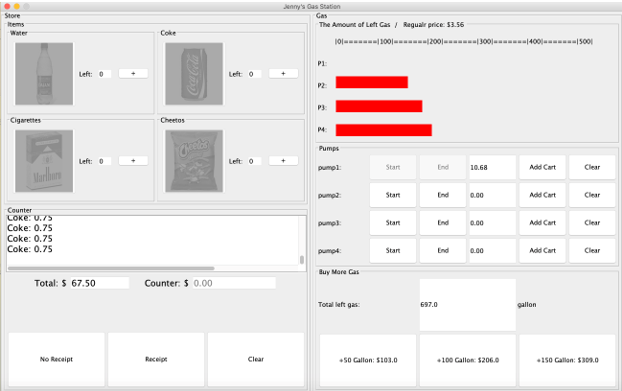 Jenny's Gas Station
Store
Items
Water
Left: 0 +
Coke
Coca-Cola
Left: 0 +
Cigarettes
Marlboro
Left: 0 +
Cheetos
Cheetos
Left: 0 +
Counter
Coke: 0.75
Coke: 0.75
Coke: 0.75
Coke: 0.75
Total: $ 67.50 Counter: $ 0.00
No Receipt Receipt Clear
Gas
The Amount of Left Gas / Regualr price: $3.56
|0|=======|100|=======|200|=======|300|=======|400|=======|500|
P1:
P2:
P3:
P4:
Pumps
pump1: Start End 10.68 Add Cart Clear
pump2: Start End 0.00 Add Cart Clear
pump3: Start End 0.00 Add Cart Clear
pump4: Start End 0.00 Add Cart Clear
Buy More Gas
Total left gas: 697.0 gallon
+50 Gallon: $103.0 +100 Gallon: $206.0 +150 Gallon: $309.0